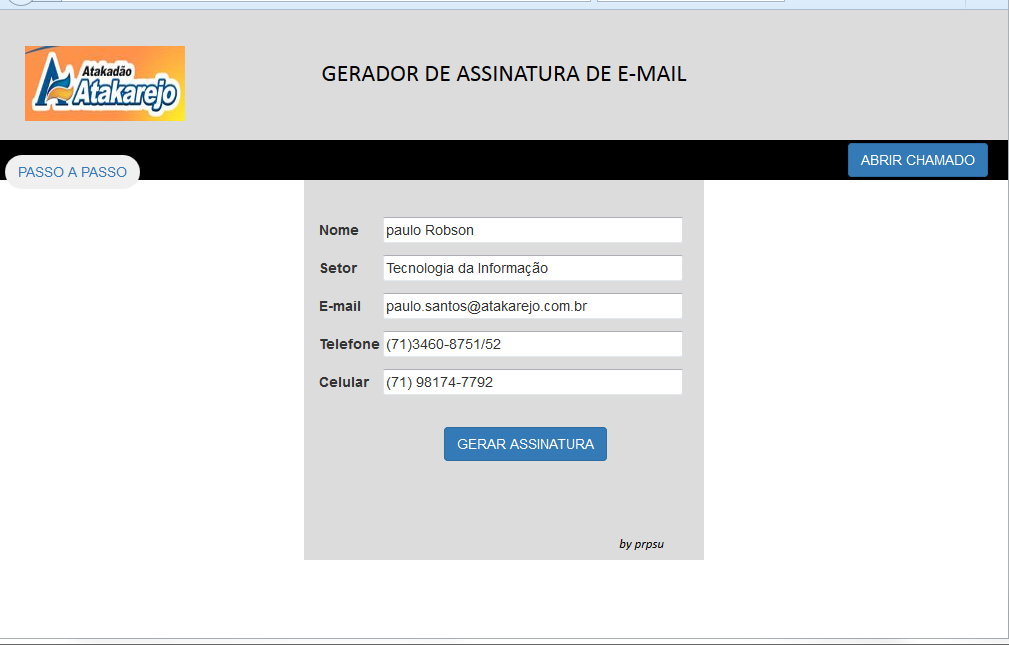 Atakadão
Atakarejo
GERADOR DE ASSINATURA DE E-MAIL
PASSO A PASSO
ABRIR CHAMADO
Nome paulo Robson
Setor Tecnologia da Informação
E-mail paulo.santos@atakarejo.com.br
Telefone (71)3460-8751/52
Celular (71) 98174-7792
GERAR ASSINATURA
by prpsu